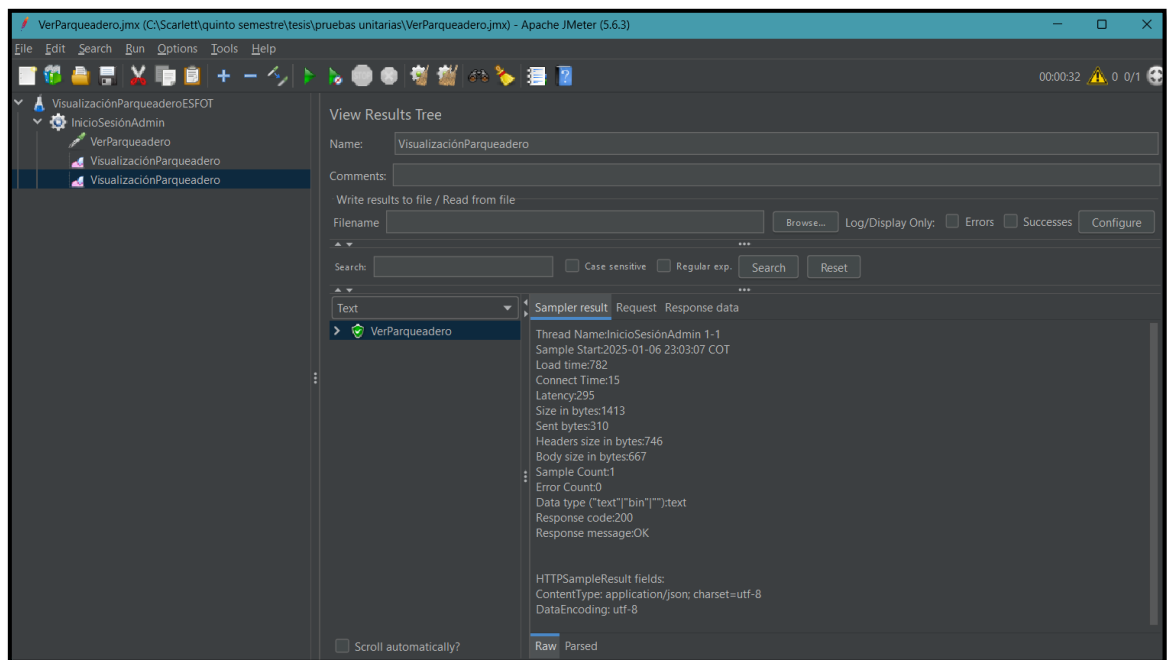 VerParqueadero.jmx (C:\Scarlett\quinto semestre\tesis\pruebas unitarias\VerParqueadero.jmx) - Apache JMeter (5.6.3)
File Edit Search Run Options Tools Help
00:00:32 0 0/1
VisualizaciónParqueaderoESFOT
InicioSesiónAdmin
VerParqueadero
VisualizaciónParqueadero
VisualizaciónParqueadero
View Results Tree
Name: VisualizaciónParqueadero
Comments:
Write results to file / Read from file
Filename Browse... Log/Display Only: Errors Successes Configure
Search: Case sensitive Regular exp. Search Reset
Text
VerParqueadero
Scroll automatically?
Sampler result Request Response data
Thread Name:InicioSesiónAdmin 1-1
Sample Start:2025-01-06 23:03:07 COT
Load time:782
Connect Time:15
Latency:295
Size in bytes:1413
Sent bytes:310
Headers size in bytes:746
Body size in bytes:667
Sample Count:1
Error Count:0
Data type ("text"|"bin"|""):text
Response code:200
Response message:OK
HTTPSampleResult fields:
ContentType: application/json; charset=utf-8
DataEncoding: utf-8
Raw Parsed